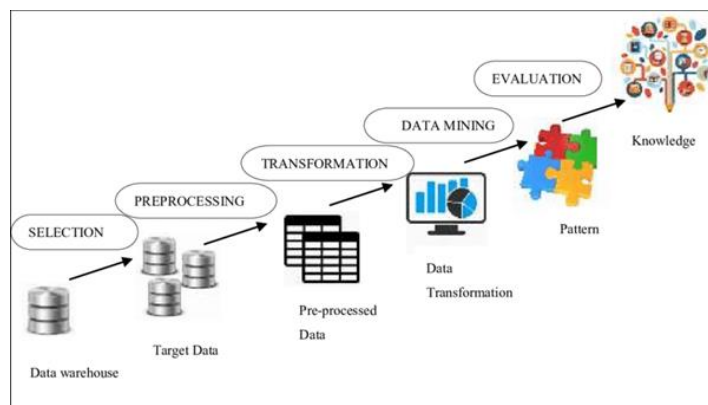 EVALUATION
Knowledge
DATA MINING
Pattern
TRANSFORMATION
Data
Transformation
PREPROCESSING
Pre-processed
Data
SELECTION
Target Data
Data warehouse